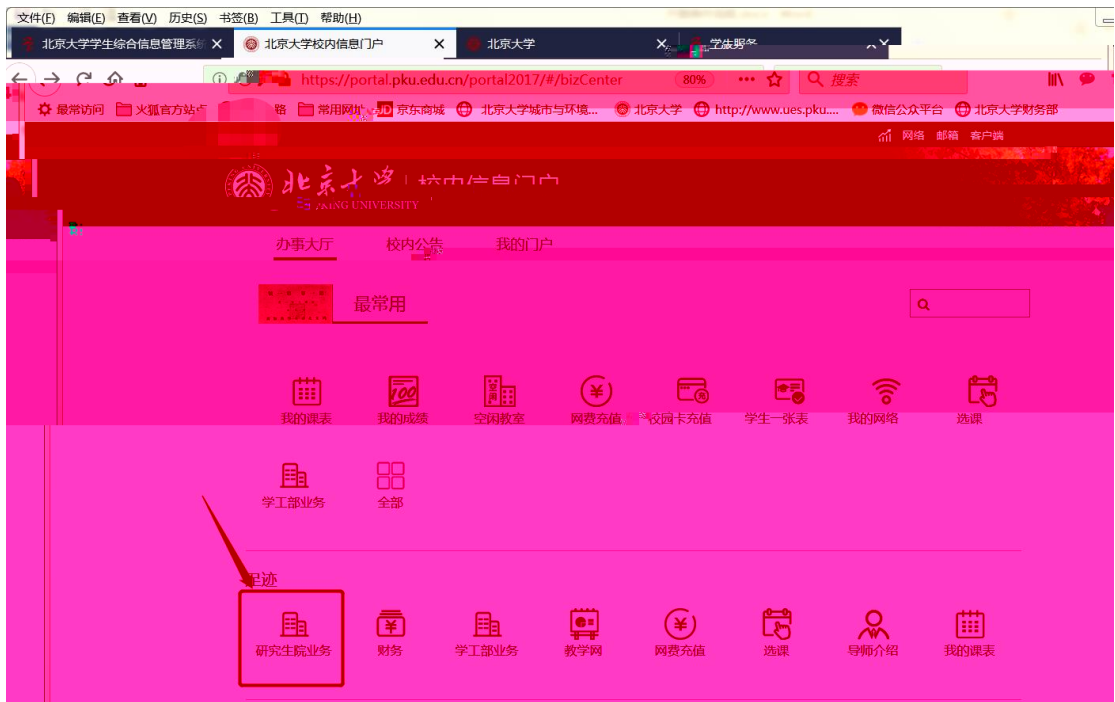 文件(F) 编辑(E) 查看(V) 历史(S) 书签(B) 工具(T) 帮助(H)
北京大学学生综合信息管理系统 北京大学校内信息门户 北京大学
https://portal.pku.edu.cn/portal2017/#/bizCenter 80% 搜索
最常访问 火狐官方站点 常用网址 JD 京东商城 北京大学城市与环境... 北京大学 http://www.ues.pku.... 微信公众平台 北京大学财务部
网络 邮箱 客户端
北京大学 校内信息门户
PEKING UNIVERSITY
办事大厅 校内公告 我的门户
最常用
我的课表 我的成绩 空闲教室 网费充值 校园卡充值 学生一张表 我的网络 选课
学工部业务 全部
足迹
研究生院业务 财务 学工部业务 教学网 网费充值 选课 导师介绍 我的课表